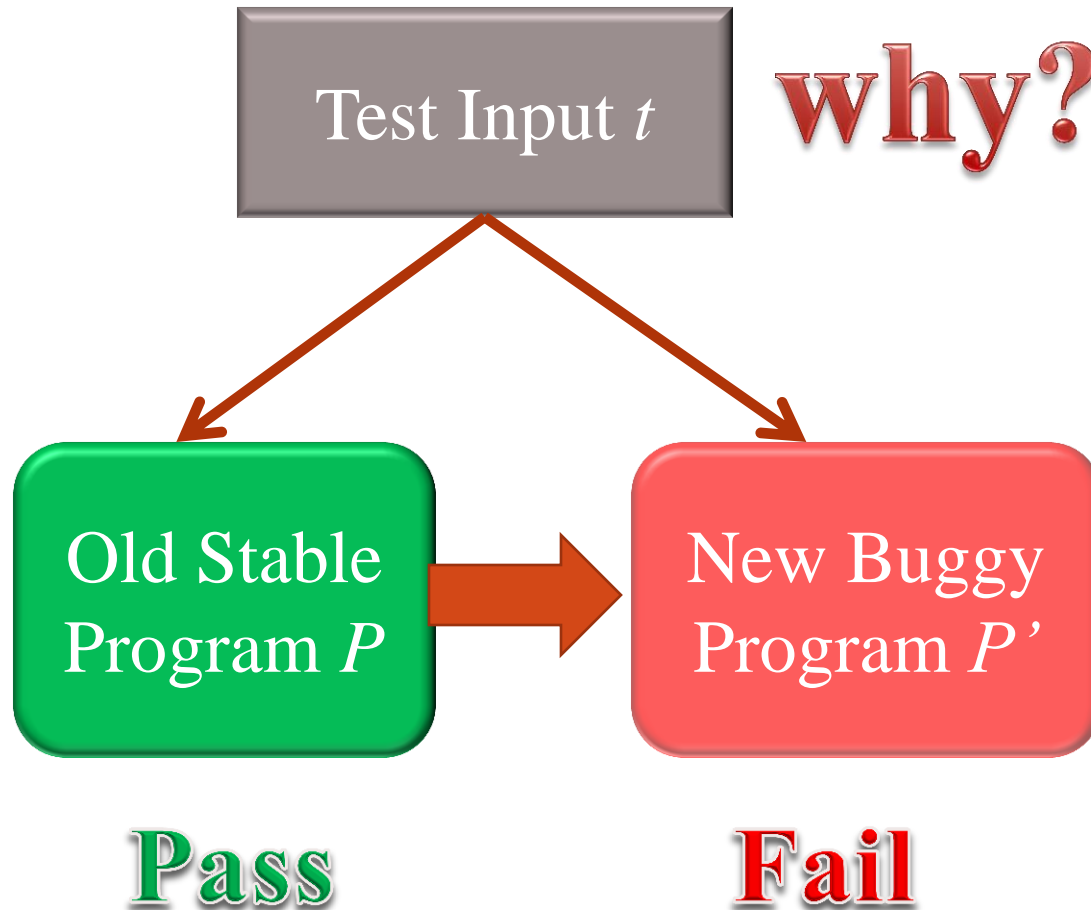 Test Input t
why?
Old Stable
Program P
New Buggy
Program P’
Pass
Fail